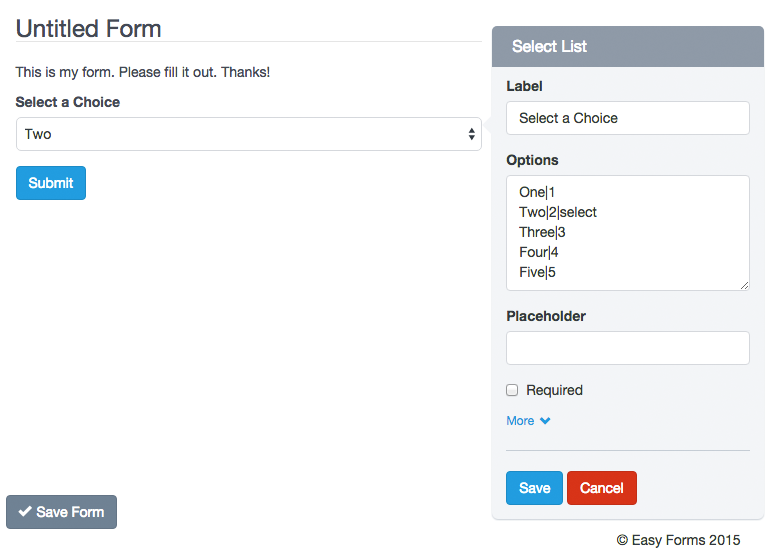 Untitled Form
This is my form. Please fill it out. Thanks!
Select a Choice
Two
Submit
Select List
Label
Select a Choice
Options
One|1
Two|2|select
Three|3
Four|4
Five|5
Placeholder
Required
More
Save Cancel
Save Form
© Easy Forms 2015